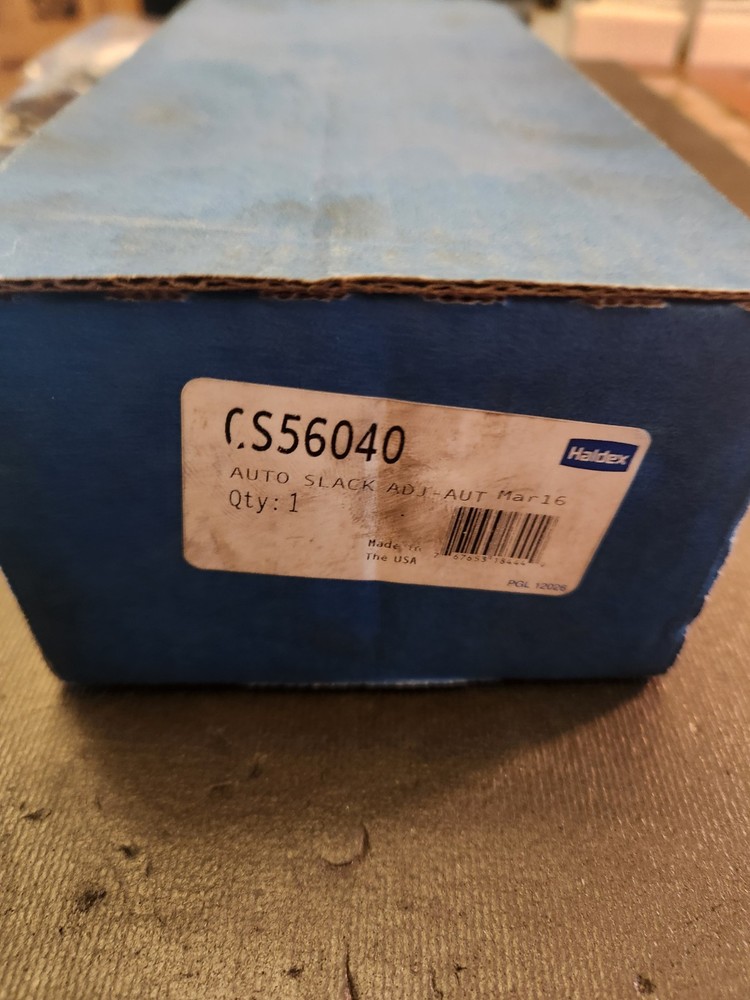 CS56040
Haldex
AUTO SLACK ADJ-AUT Mar16
Qty: 1
Made in
The USA
PGL 12026